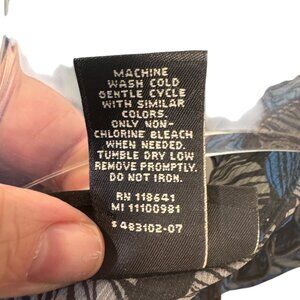 MACHINE
WASH COLD
GENTLE CYCLE
WITH SIMILAR
COLORS.
ONLY NON-
CHLORINE BLEACH
WHEN NEEDED.
TUMBLE DRY LOW
REMOVE PROMPTLY.
DO NOT IRON.
RN 118641
MI 11100981
* 483102-07